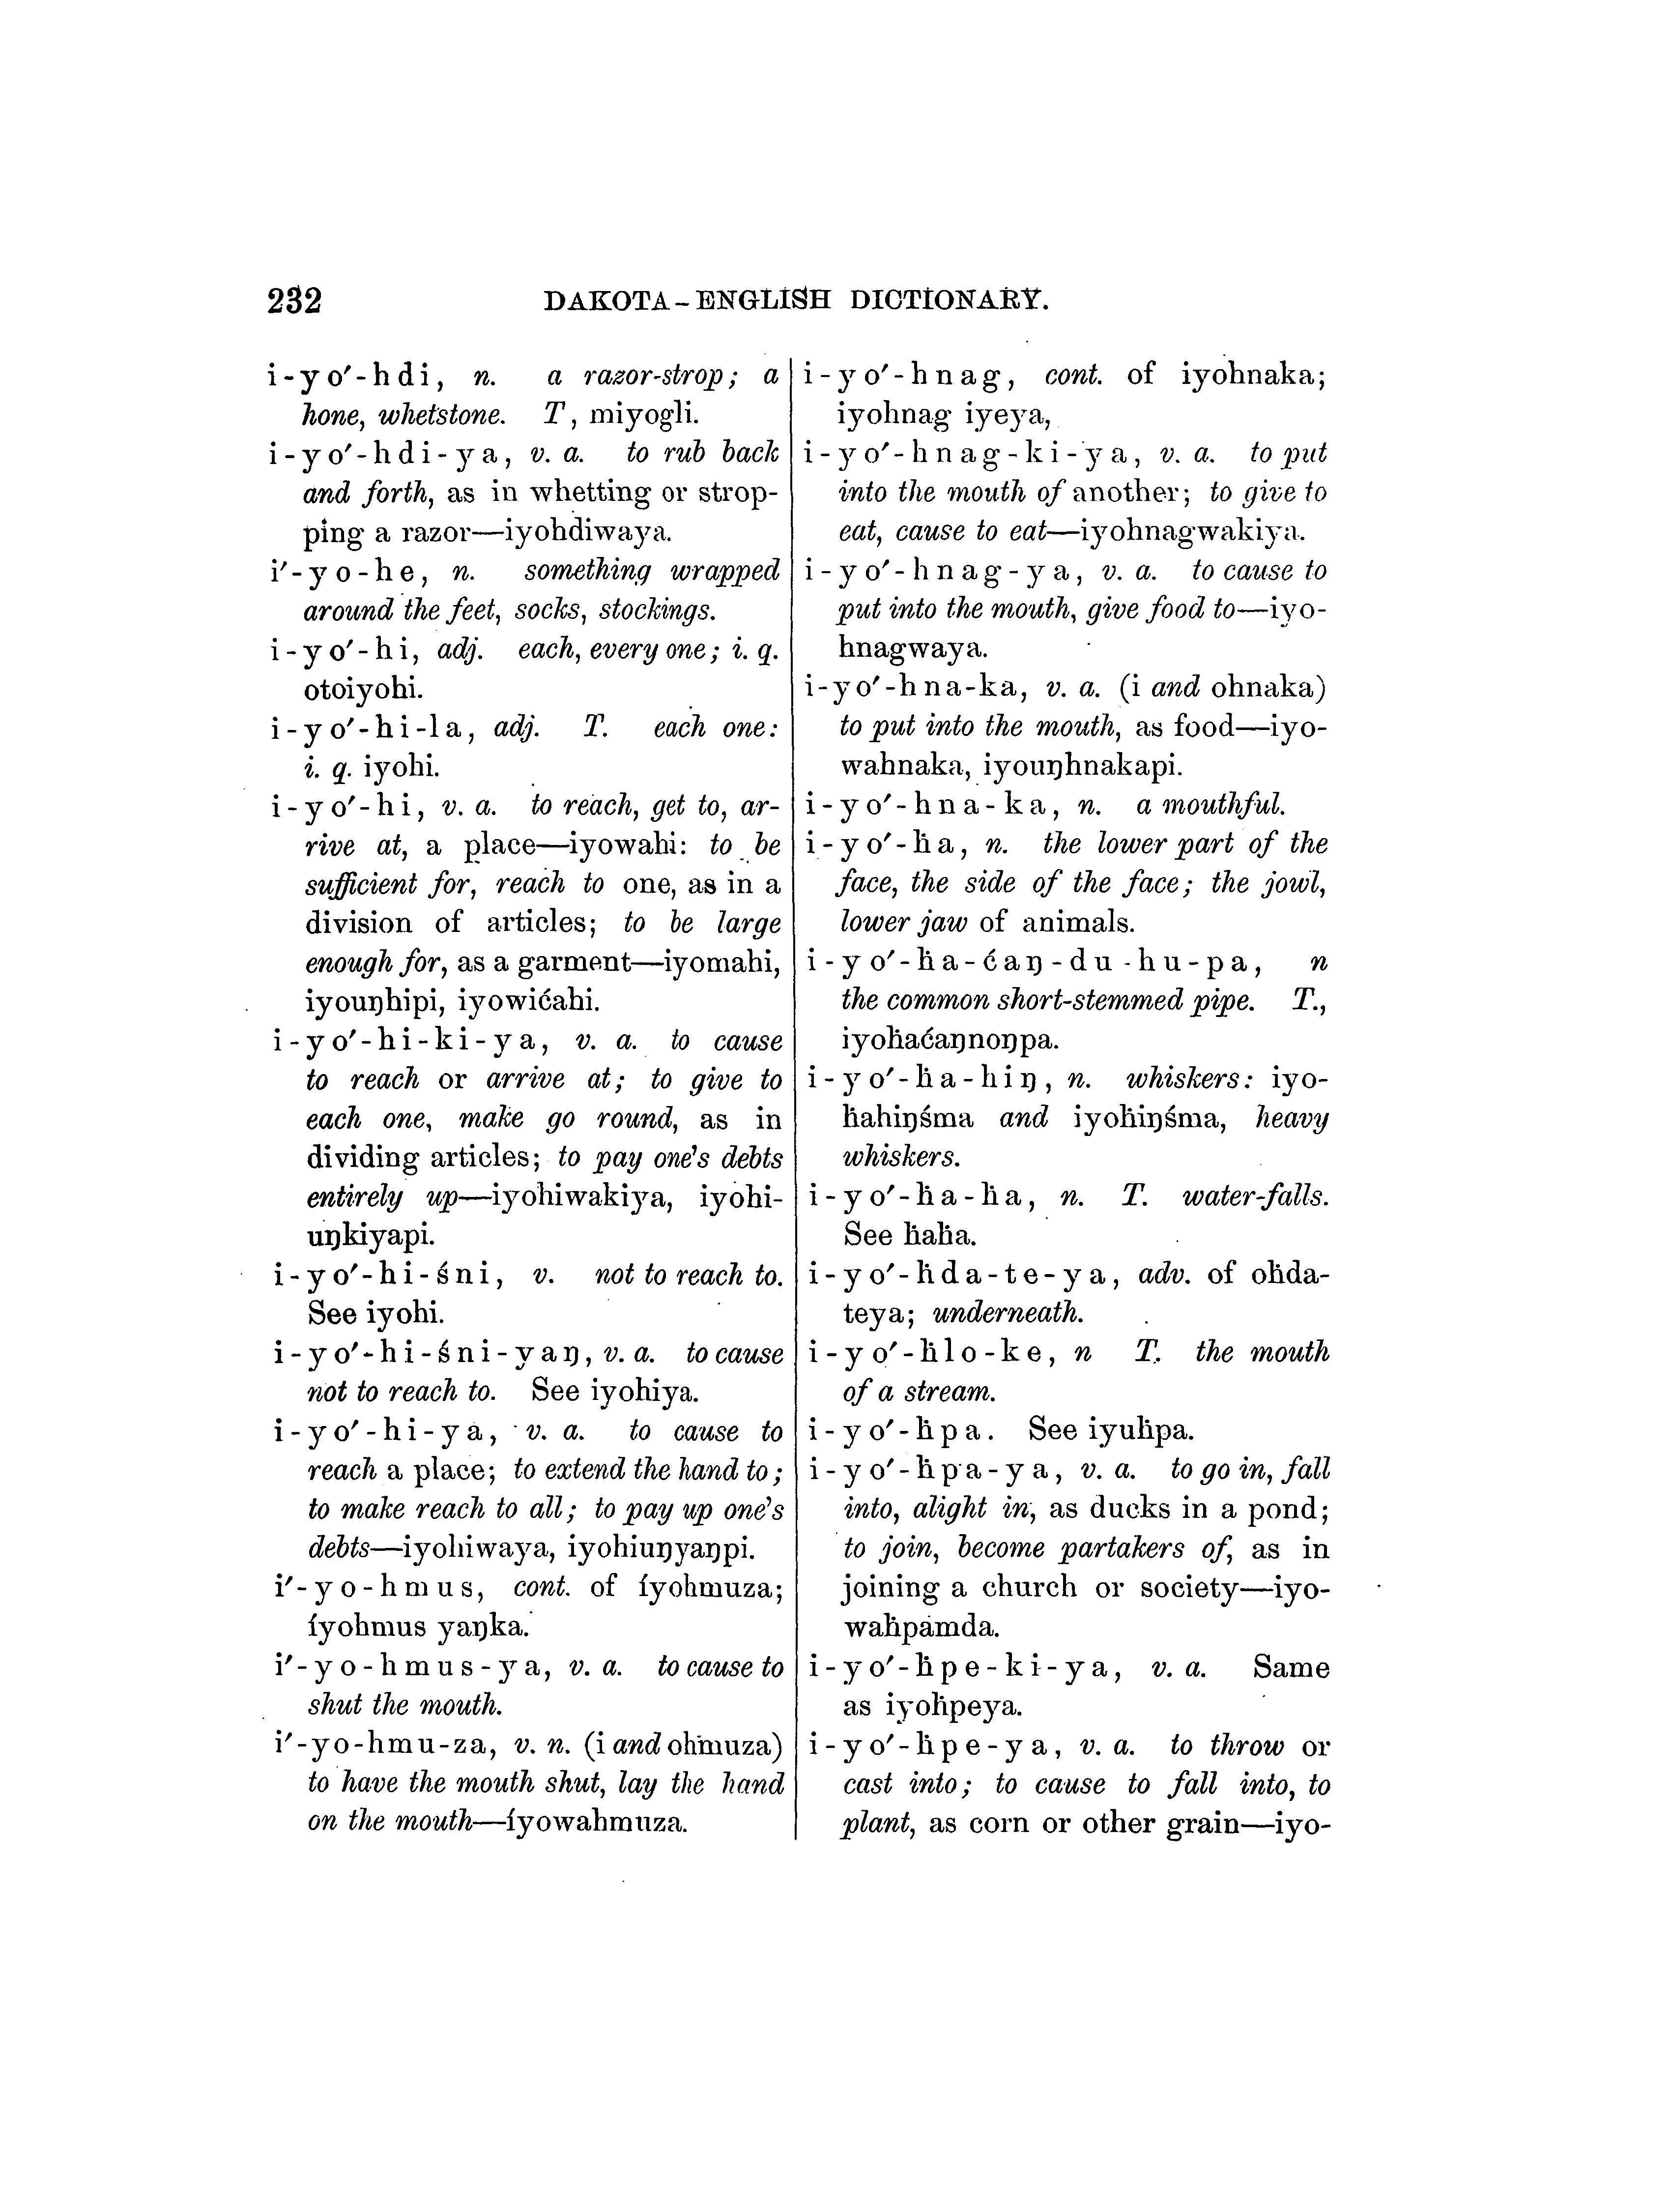 232 DAKOTA-ENGLISH DICTIONARY.
i-yo′-hdi, n. a razor-strop; a
hone, whetstone. T, miyogli.
i-yo′-hdi-ya, v. a. to rub back
and forth, as in whetting or strop-
ping a razor—iyohdiwaya.
i′-yo-he, n. something wrapped
around the feet, socks, stockings.
i-yo′-hi, adj. each, every one; i. q.
otoiyohi.
i-yo′-hi-la, adj. T. each one:
i. q. iyohi.
i-yo′-hi, v. a. to reach, get to, ar-
rive at, a place—iyowahi: to be
sufficient for, reach to one, as in a
division of articles; to be large
enough for, as a garment—iyomahi,
iyouŋhipi, iyowićahi.
i-yo′-hi-ki-ya, v. a. to cause
to reach or arrive at; to give to
each one, make go round, as in
dividing articles; to pay one's debts
entirely up—iyohiwakiya, iyohi-
uŋkiyapi.
i-yo′-hi-śni, v. not to reach to.
See iyohi.
i-yo′-hi-śni-yaŋ, v. a. to cause
not to reach to. See iyohiya.
i-yo′-hi-ya, v. a. to cause to
reach a place; to extend the hand to;
to make reach to all; to pay up one's
debts—iyohiwaya, iyohiuŋyaŋpi.
i′-yo-hmus, cont. of íyohmuza;
íyohmus yaŋka.
i′-yo-hmus-ya, v. a. to cause to
shut the mouth.
i′-yo-hmu-za, v. n. (i and ohmuza)
to have the mouth shut, lay the hand
on the mouth—íyowahmuza.
i-yo′-hnag, cont. of iyohnaka;
iyohnag iyeya,
i-yo′-hnag-ki-ya, v. a. to put
into the mouth of another; to give to
eat, cause to eat—iyohnagwakiya.
i-yo′-hnag-ya, v. a. to cause to
put into the mouth, give food to—iyo-
hnagwaya.
i-yo′-hna-ka, v. a. (i and ohnaka)
to put into the mouth, as food—iyo-
wahnaka, iyouŋhnakapi.
i-yo′-hna-ka, n. a mouthful.
i-yo′-ḣa, n. the lower part of the
face, the side of the face; the jowl,
lower jaw of animals.
i-yo′-ḣa-ćaŋ-du-hu-pa, n
the common short-stemmed pipe. T.,
iyoḣaćaŋnoŋpa.
i-yo′-ḣa-hiŋ, n. whiskers: iyo-
ḣahiŋśma and iyoḣiŋśma, heavy
whiskers.
i-yo′-ḣa-ḣa, n. T. water-falls.
See ḣaḣa.
i-yo′-ḣda-te-ya, adv. of oḣda-
teya; underneath.
i-yo′-ḣlo-ke, n T. the mouth
of a stream.
i-yo′-ḣpa. See iyuḣpa.
i-yo′-ḣpa-ya, v. a. to go in, fall
into, alight in, as ducks in a pond;
to join, become partakers of, as in
joining a church or society—iyo-
waḣpamda.
i-yo′-ḣpe-ki-ya, v. a. Same
as iyoḣpeya.
i-yo′-ḣpe-ya, v. a. to throw or
cast into; to cause to fall into, to
plant, as corn or other grain—iyo-